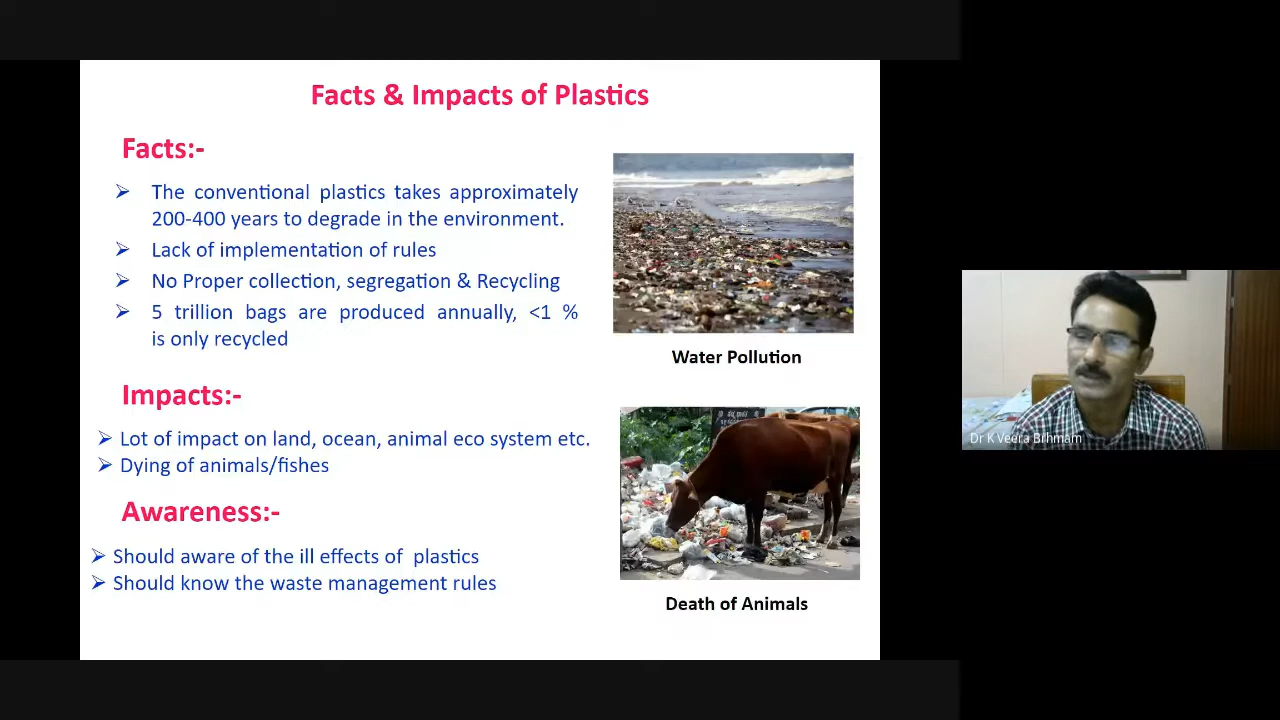 Facts & Impacts of Plastics
Facts:-
➢ The conventional plastics takes approximately
200-400 years to degrade in the environment.
➢ Lack of implementation of rules
➢ No Proper collection, segregation & Recycling
➢ 5 trillion bags are produced annually, <1 %
is only recycled
Water Pollution
Impacts:-
➢ Lot of impact on land, ocean, animal eco system etc.
➢ Dying of animals/fishes
Awareness:-
➢ Should aware of the ill effects of plastics
➢ Should know the waste management rules
Death of Animals
Dr K Veera Brhmam